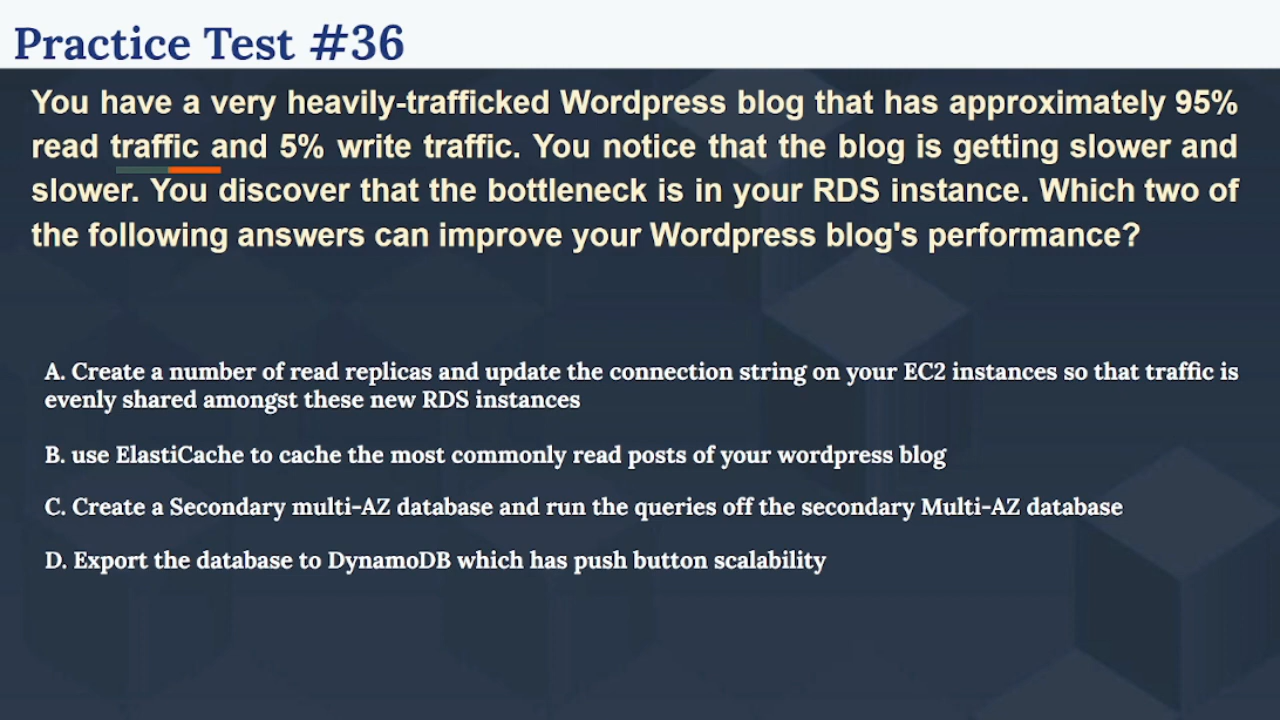 Practice Test #36
You have a very heavily-trafficked Wordpress blog that has approximately 95%
read traffic and 5% write traffic. You notice that the blog is getting slower and
slower. You discover that the bottleneck is in your RDS instance. Which two of
the following answers can improve your Wordpress blog's performance?
A. Create a number of read replicas and update the connection string on your EC2 instances so that traffic is
evenly shared amongst these new RDS instances
B. use ElastiCache to cache the most commonly read posts of your wordpress blog
C. Create a Secondary multi-AZ database and run the queries off the secondary Multi-AZ database
D. Export the database to DynamoDB which has push button scalability